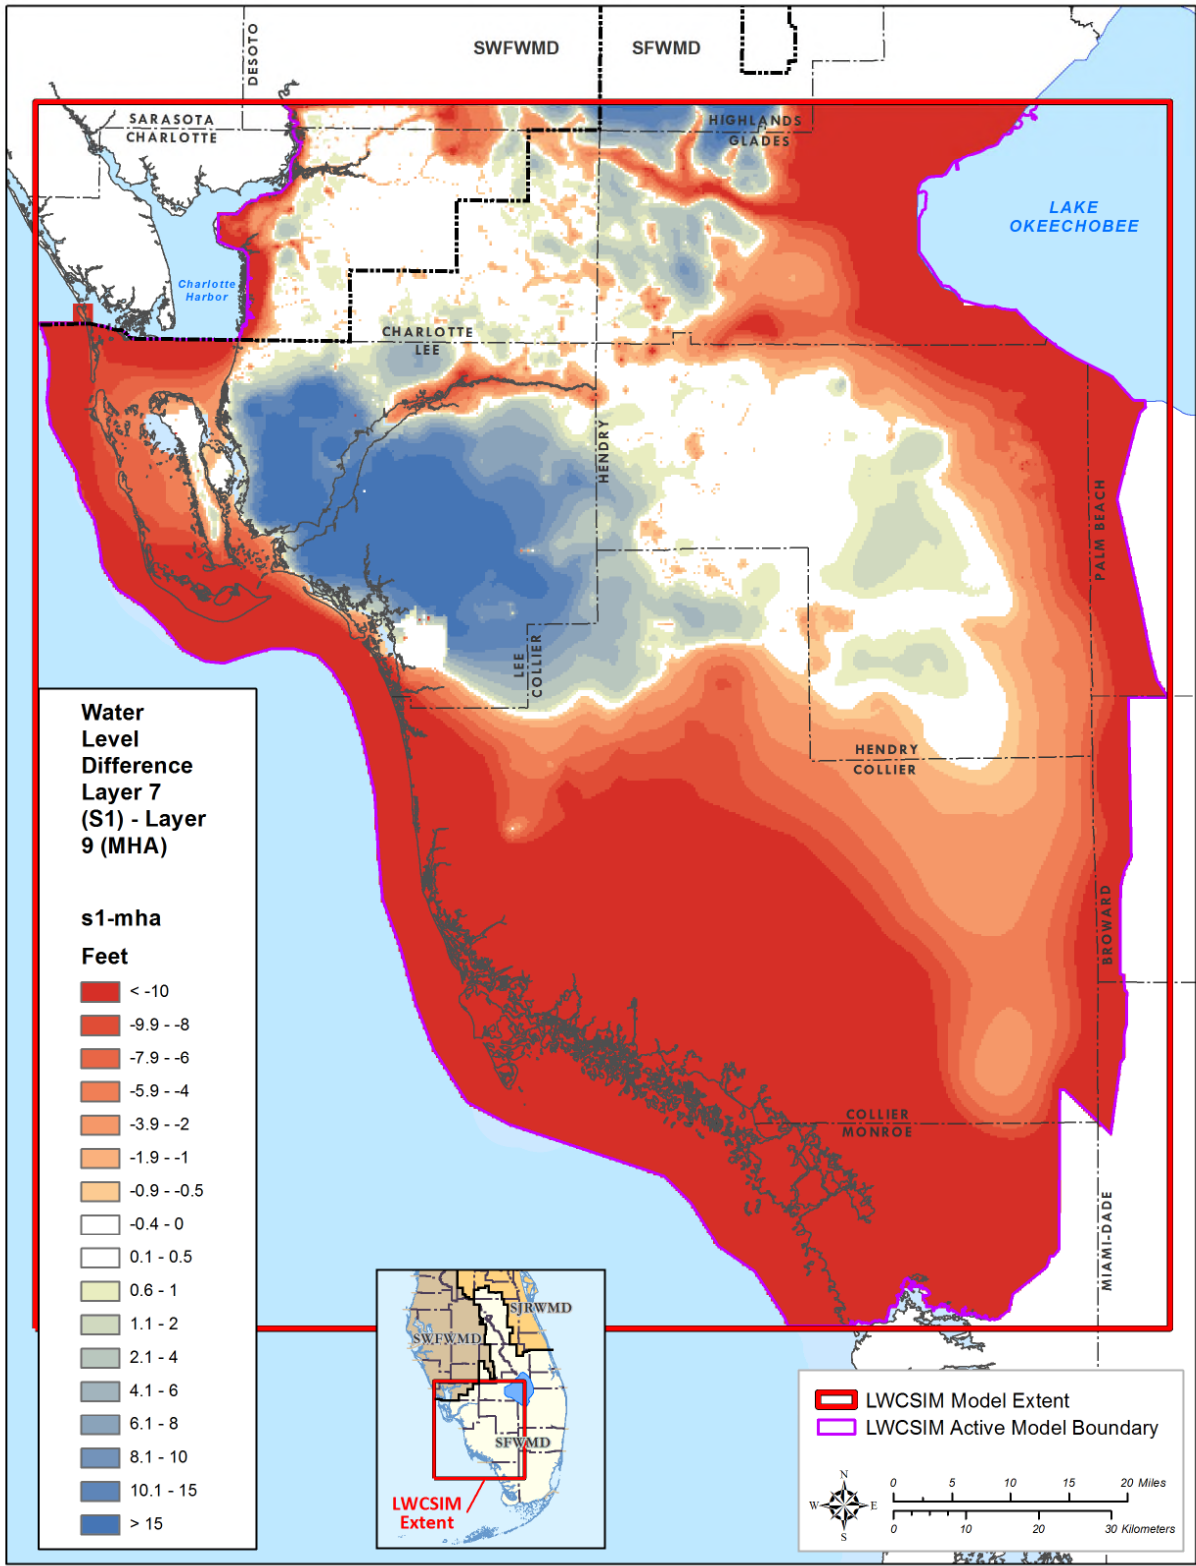 DESOTO
SWFWMD
SFWMD
SARASOTA
CHARLOTTE
HIGHLANDS
GLADES
LAKE
OKEECHOBEE
Charlotte
Harbor
CHARLOTTE
LEE
HENDRY
PALM BEACH
LEE
COLLIER
HENDRY
COLLIER
BROWARD
COLLIER
MONROE
MIAMI-DADE
Water
Level
Difference
Layer 7
(S1) - Layer
9 (MHA)
s1-mha
Feet
< -10
-9.9 - -8
-7.9 - -6
-5.9 - -4
-3.9 - -2
-1.9 - -1
-0.9 - -0.5
-0.4 - 0
0.1 - 0.5
0.6 - 1
1.1 - 2
2.1 - 4
4.1 - 6
6.1 - 8
8.1 - 10
10.1 - 15
> 15
SJRWMD
SWFWMD
SFWMD
LWCSIM
Extent
LWCSIM Model Extent
LWCSIM Active Model Boundary
N
W E
S
0 5 10 15 20 Miles
0 10 20 30 Kilometers